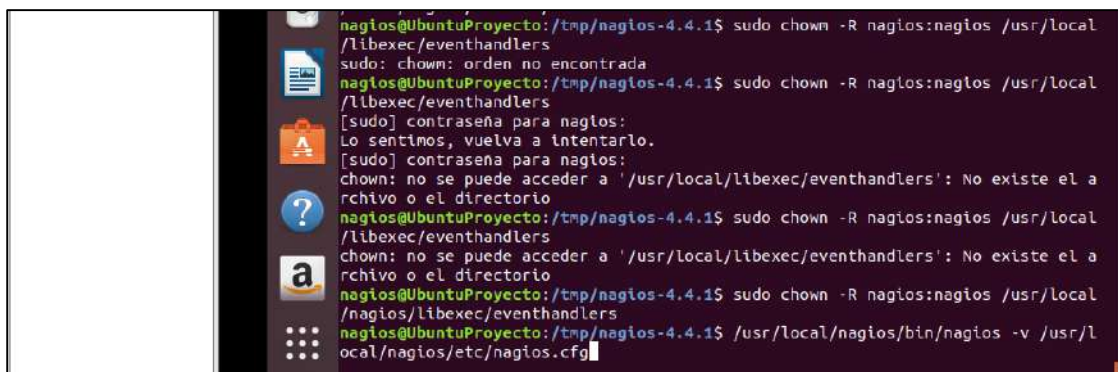 nagios@UbuntuProyecto:/tmp/nagios-4.4.1$ sudo chowm -R nagios:nagios /usr/local
/libexec/eventhandlers
sudo: chowm: orden no encontrada
nagios@UbuntuProyecto:/tmp/nagios-4.4.1$ sudo chown -R nagios:nagios /usr/local
/libexec/eventhandlers
[sudo] contraseña para nagios:
Lo sentimos, vuelva a intentarlo.
[sudo] contraseña para nagios:
chown: no se puede acceder a '/usr/local/libexec/eventhandlers': No existe el a
rchivo o el directorio
nagios@UbuntuProyecto:/tmp/nagios-4.4.1$ sudo chown -R nagios:nagios /usr/local
/libexec/eventhandlers
chown: no se puede acceder a '/usr/local/libexec/eventhandlers': No existe el a
rchivo o el directorio
nagios@UbuntuProyecto:/tmp/nagios-4.4.1$ sudo chown -R nagios:nagios /usr/local
/nagios/libexec/eventhandlers
nagios@UbuntuProyecto:/tmp/nagios-4.4.1$ /usr/local/nagios/bin/nagios -v /usr/l
ocal/nagios/etc/nagios.cfg